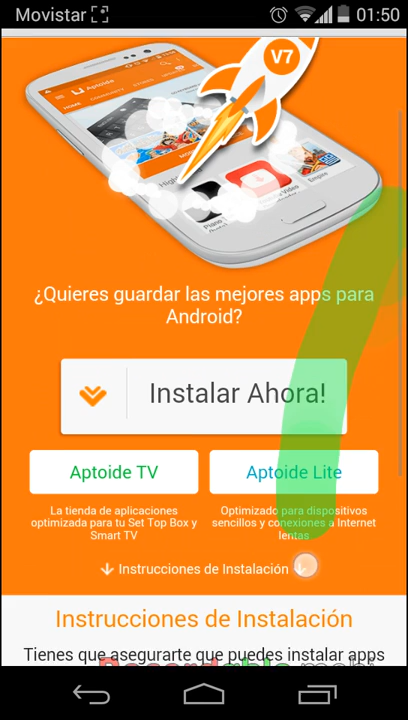 Movistar 01:50
V7
Aptoide
Empire
¿Quieres guardar las mejores apps para
Android?
Instalar Ahora!
Aptoide TV
Aptoide Lite
La tienda de aplicaciones
optimizada para tu Set Top Box y
Smart TV
Optimizado para dispositivos
sencillos y conexiones a Internet
lentas
Instrucciones de Instalación
Instrucciones de Instalación
Tienes que asegurarte que puedes instalar apps